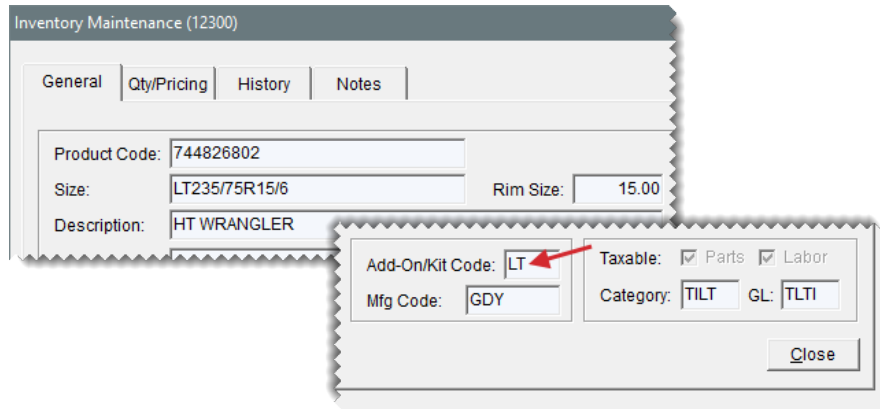 Inventory Maintenance (12300)
General Qty/Pricing History Notes
Product Code: 744826802
Size: LT235/75R15/6 Rim Size: 15.00
Description: HT WRANGLER
Add-On/Kit Code: LT Taxable: Parts Labor
Mfg Code: GDY Category: TILT GL: TLTI
Close